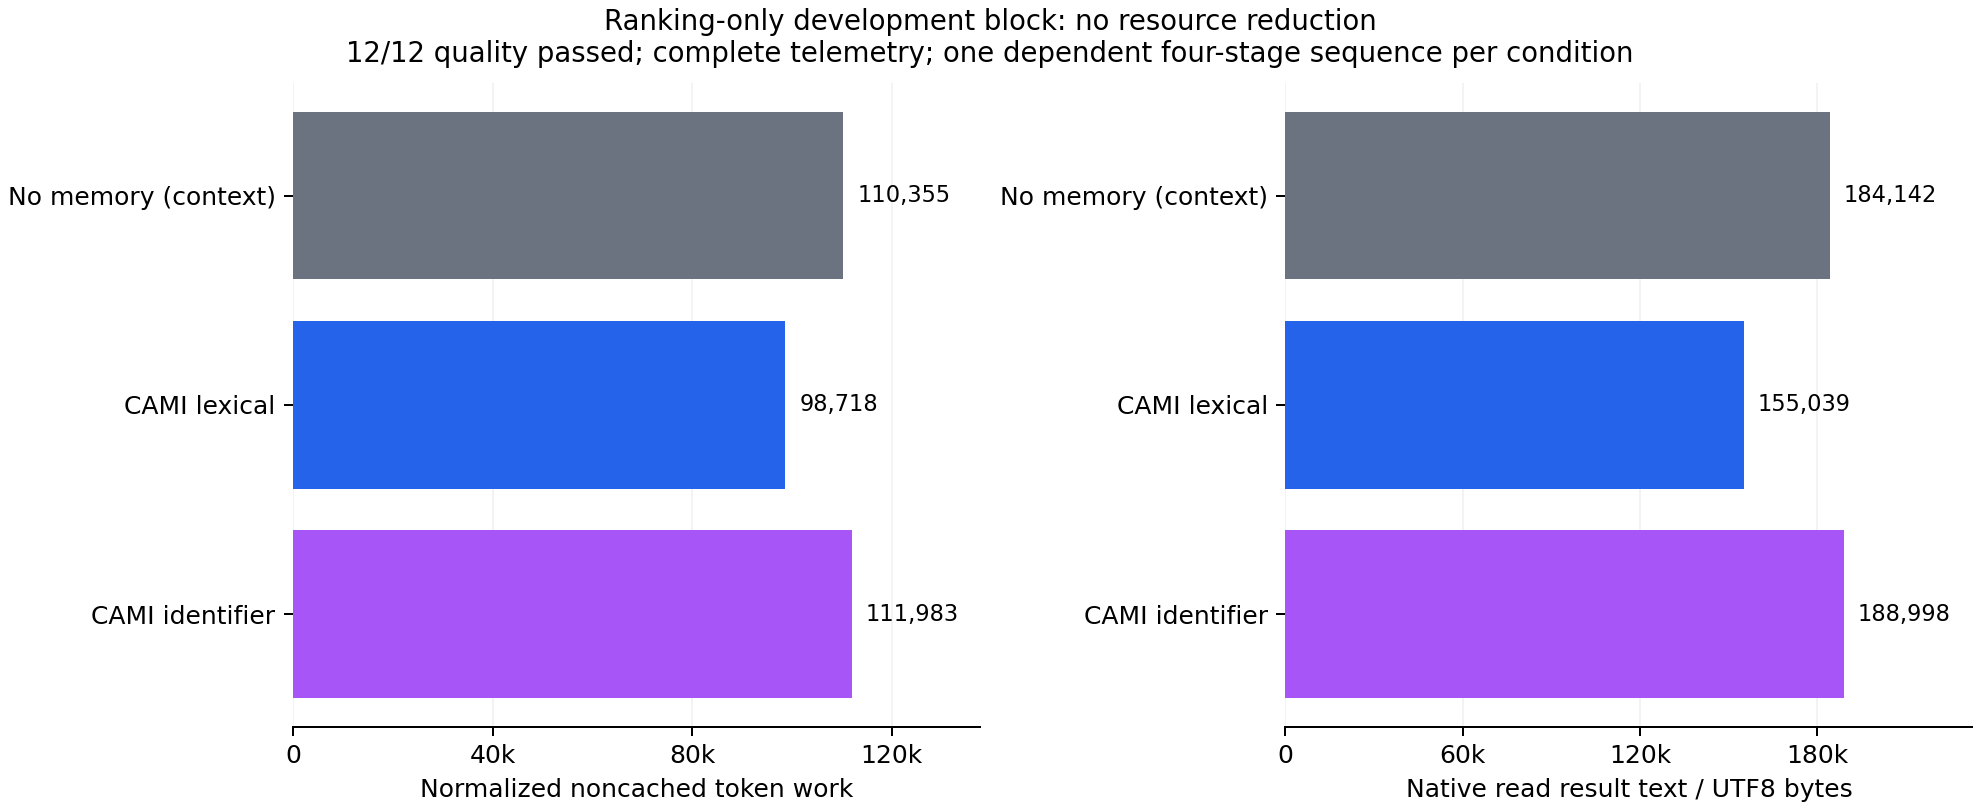 Ranking-only development block: no resource reduction
12/12 quality passed; complete telemetry; one dependent four-stage sequence per condition
No memory (context)
110,355
CAMI lexical
98,718
CAMI identifier
111,983
0
40k
80k
120k
Normalized noncached token work
No memory (context)
184,142
CAMI lexical
155,039
CAMI identifier
188,998
0
60k
120k
180k
Native read result text / UTF8 bytes